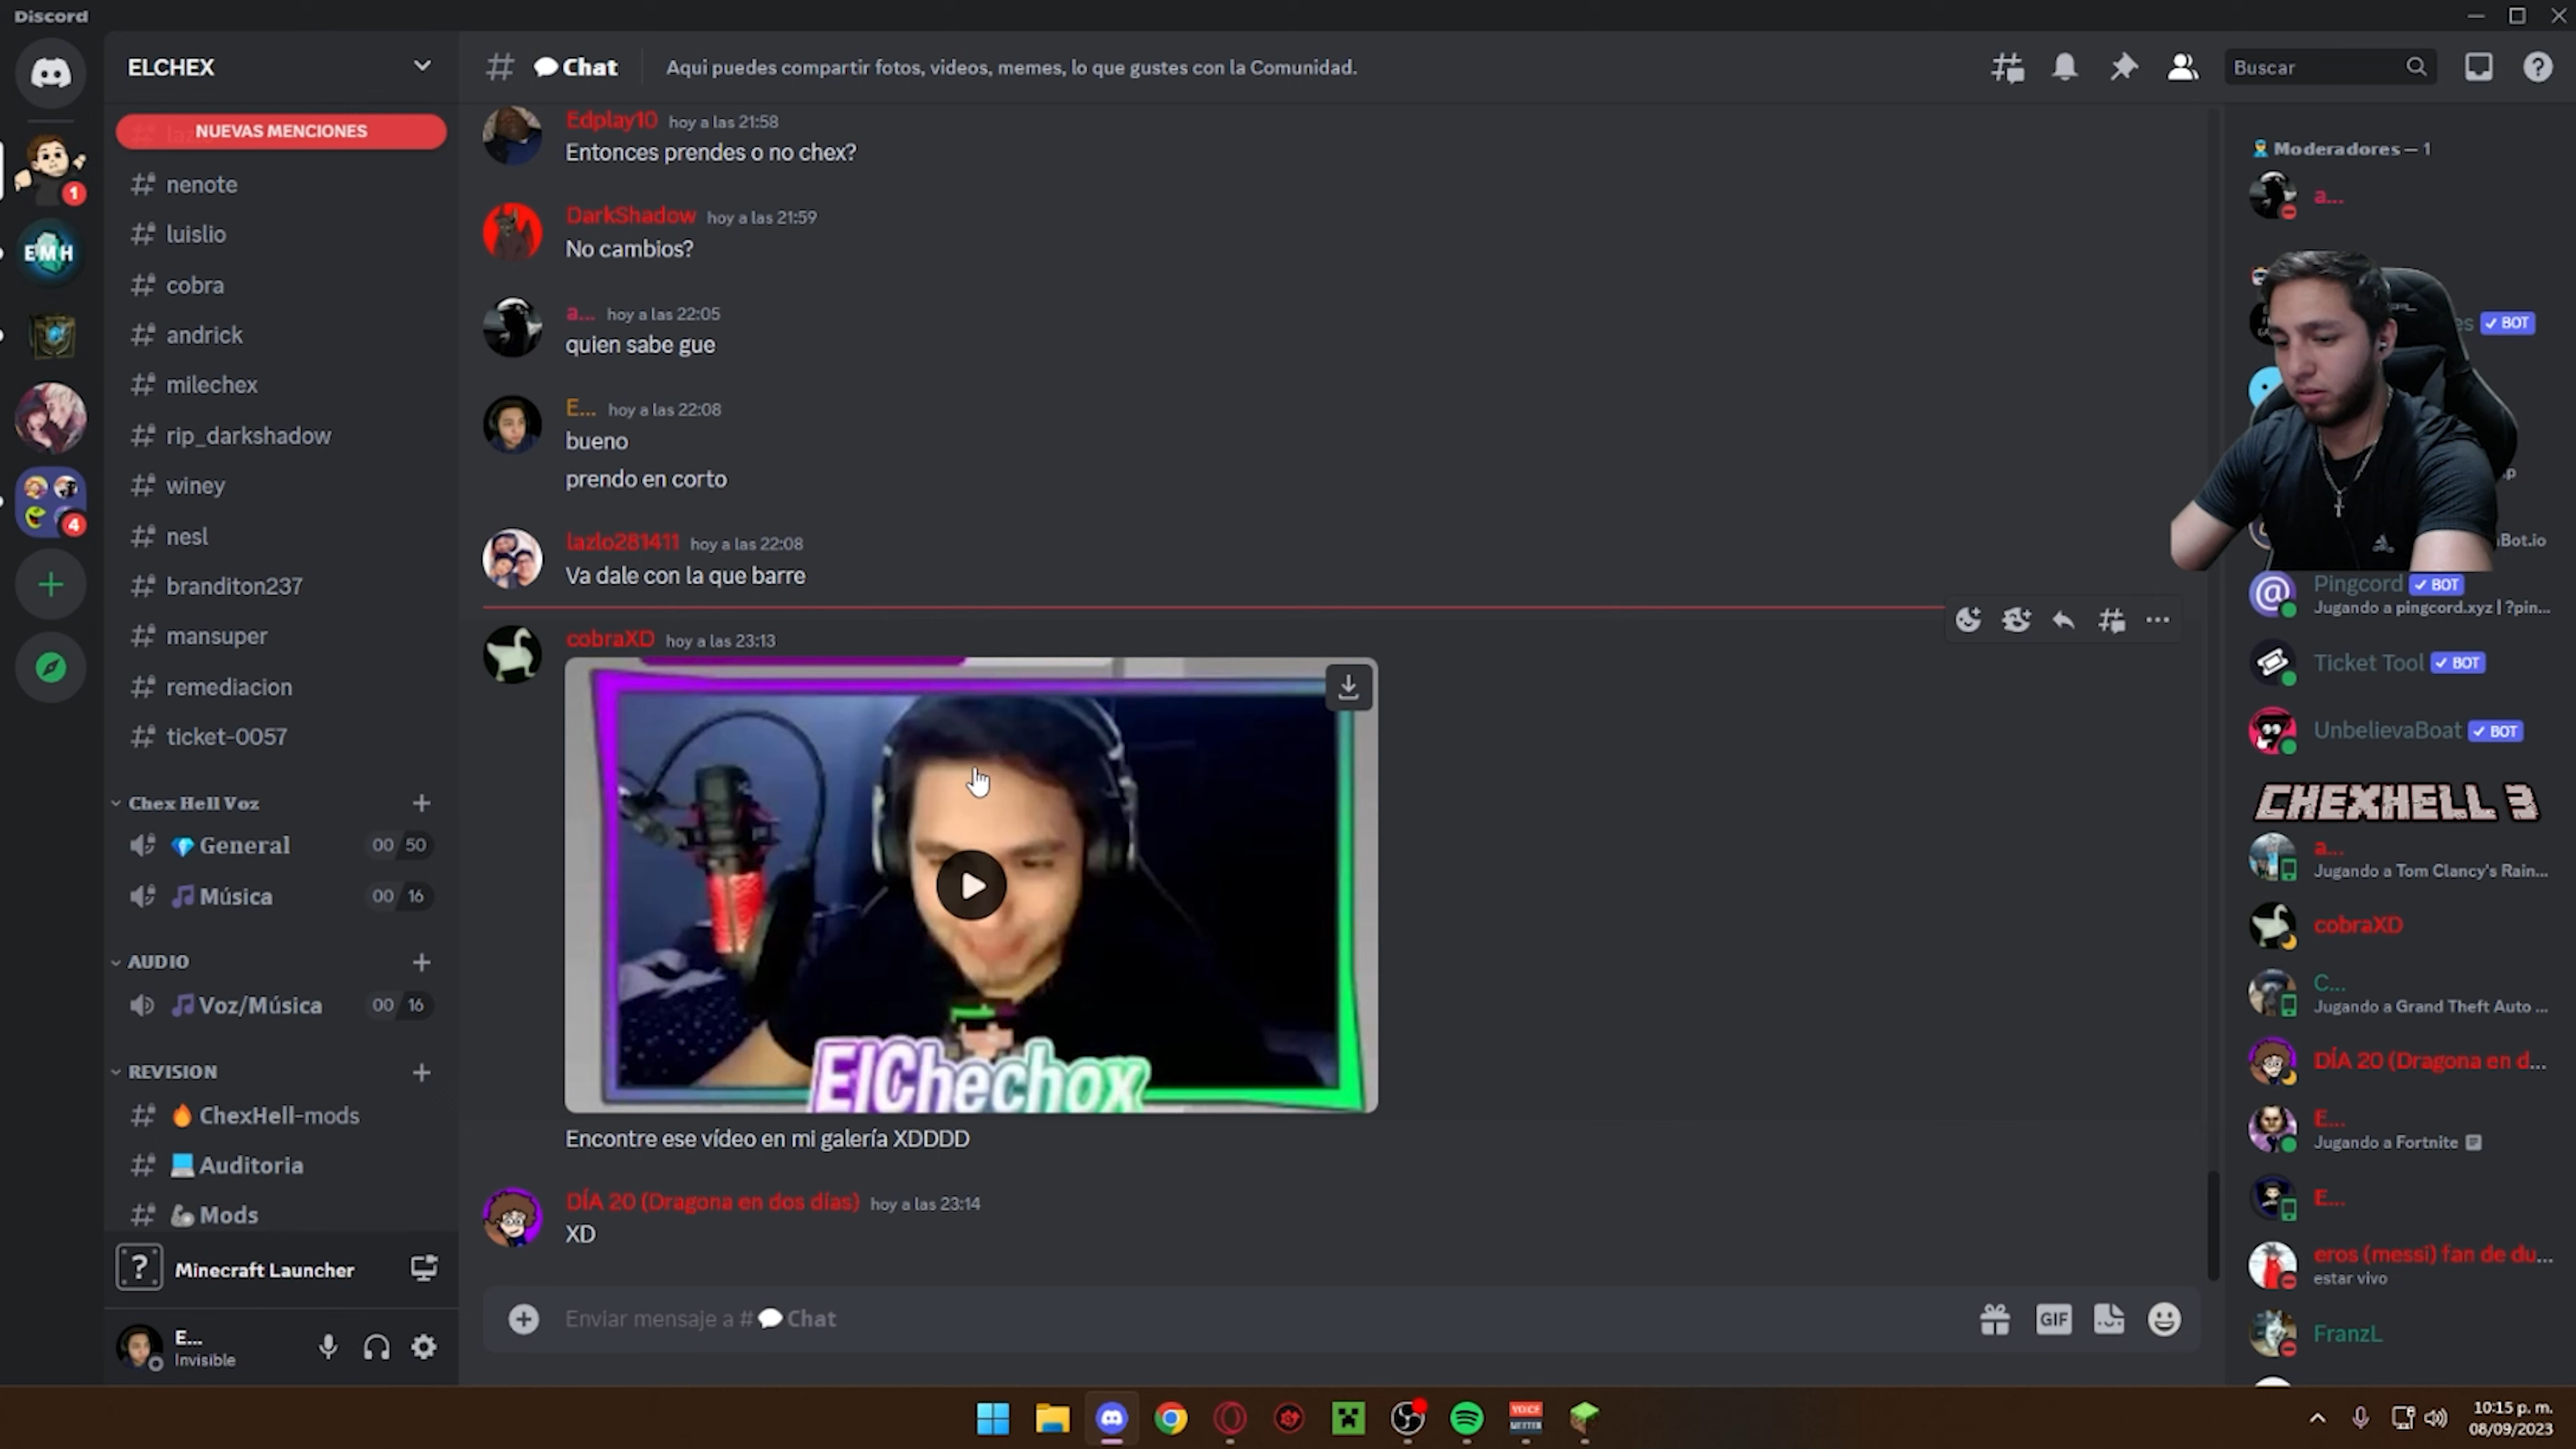 Discord
ELCHEX
NUEVAS MENCIONES
nenote
luislio
cobra
andrick
milechex
rip_darkshadow
winey
nesl
branditon237
mansuper
remediacion
ticket-0057
Chex Hell Voz
General 00 50
Música 00 16
AUDIO
Voz/Música 00 16
REVISION
ChexHell-mods
Auditoria
Mods
Minecraft Launcher
E...
Invisible
1
EMH
4
Chat
Aqui puedes compartir fotos, videos, memes, lo que gustes con la Comunidad.
Buscar
Edplay10 hoy a las 21:58
Entonces prendes o no chex?
DarkShadow hoy a las 21:59
No cambios?
a... hoy a las 22:05
quien sabe gue
E... hoy a las 22:08
bueno
prendo en corto
lazlo281411 hoy a las 22:08
Va dale con la que barre
cobraXD hoy a las 23:13
ElChechox
Encontre ese vídeo en mi galería XDDDD
DÍA 20 (Dragona en dos días) hoy a las 23:14
XD
Enviar mensaje a # Chat
GIF
Moderadores — 1
a...
BOT
Bot.io
Pingcord BOT
Jugando a pingcord.xyz | ?pin...
Ticket Tool BOT
UnbelievaBoat BOT
CHEXHELL 3
a...
Jugando a Tom Clancy's Rain...
cobraXD
C...
Jugando a Grand Theft Auto ...
DÍA 20 (Dragona en d...
E...
Jugando a Fortnite
E...
eros (messi) fan de du...
estar vivo
FranzL
VOICE
MEETER
10:15 p. m.
08/09/2023